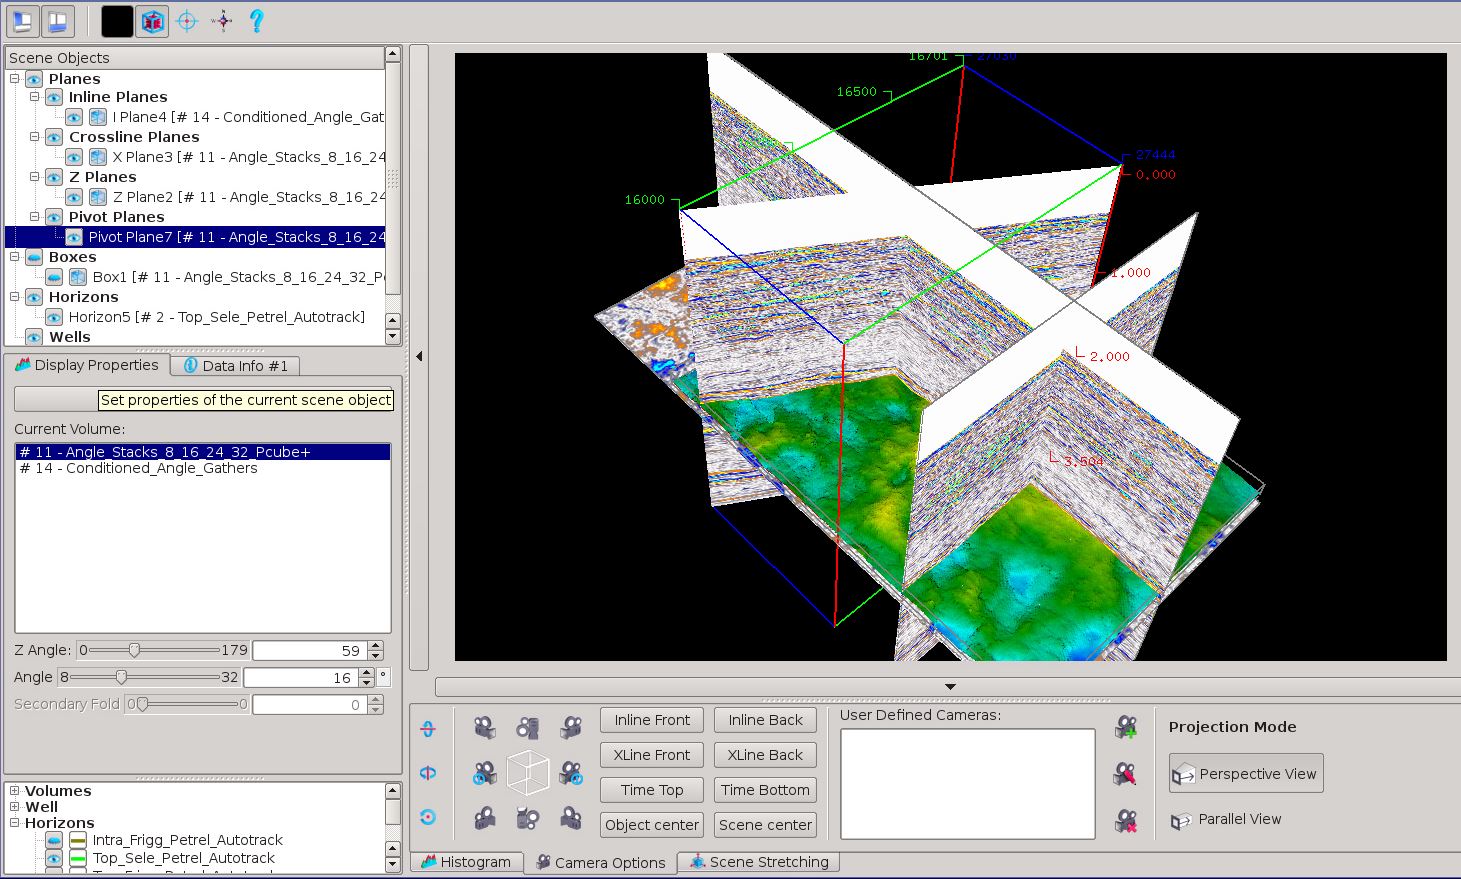 Scene Objects
Planes
Inline Planes
I Plane4 [# 14 - Conditioned_Angle_Gat
Crossline Planes
X Plane3 [# 11 - Angle_Stacks_8_16_24
Z Planes
Z Plane2 [# 11 - Angle_Stacks_8_16_24
Pivot Planes
Pivot Plane7 [# 11 - Angle_Stacks_8_16_24
Boxes
Box1 [# 11 - Angle_Stacks_8_16_24_32_P
Horizons
Horizon5 [# 2 - Top_Sele_Petrel_Autotrack]
Wells
Display Properties
Data Info #1
Set properties of the current scene object
Current Volume:
# 11 - Angle_Stacks_8_16_24_32_Pcube+
# 14 - Conditioned_Angle_Gathers
Z Angle: 0 179 59
Angle 8 32 16 °
Secondary Fold 0 0 0
Volumes
Well
Horizons
Intra_Frigg_Petrel_Autotrack
Top_Sele_Petrel_Autotrack
16701 27030
16500
27444
0.000
16000
1.000
2.000
3.504
Inline Front
Inline Back
XLine Front
XLine Back
Time Top
Time Bottom
Object center
Scene center
User Defined Cameras:
Projection Mode
Perspective View
Parallel View
Histogram
Camera Options
Scene Stretching